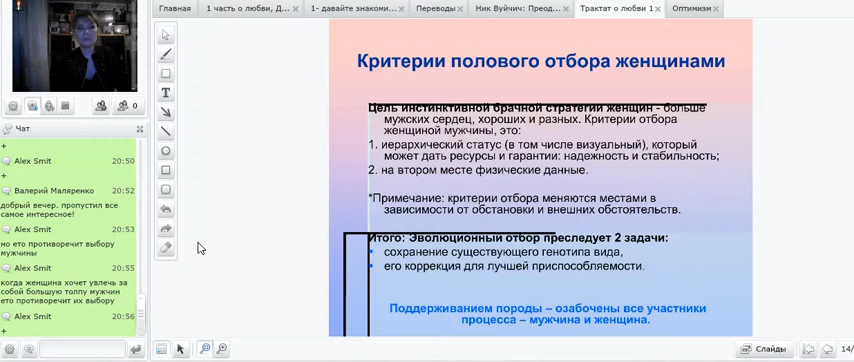 Главная
1 часть о любви, Д...
1- давайте знакоми...
Переводы
Ник Вуйчич: Преод...
Трактат о любви 1
Оптимизм
0
Чат
+
Alex Smit 20:50
+
Валерий Маляренко 20:52
добрый вечер. пропустил все
самое интересное!
Alex Smit 20:53
но ето противоречит выбору
мужчины
Alex Smit 20:55
когда женщина хочет увлечь за
собой большую толпу мужчин
ето противоречит их выбору
Alex Smit 20:56
+
T
Критерии полового отбора женщинами
Цель инстинктивной брачной стратегии женщин - больше
мужских сердец, хороших и разных. Критерии отбора
женщиной мужчины, это:
1. иерархический статус (в том числе визуальный), который
может дать ресурсы и гарантии: надежность и стабильность;
2. на втором месте физические данные.
*Примечание: критерии отбора меняются местами в
зависимости от обстановки и внешних обстоятельств.
Итого: Эволюционный отбор преследует 2 задачи:
сохранение существующего генотипа вида,
его коррекция для лучшей приспособляемости.
Поддерживанием породы – озабочены все участники
процесса – мужчина и женщина.
Слайды
14/